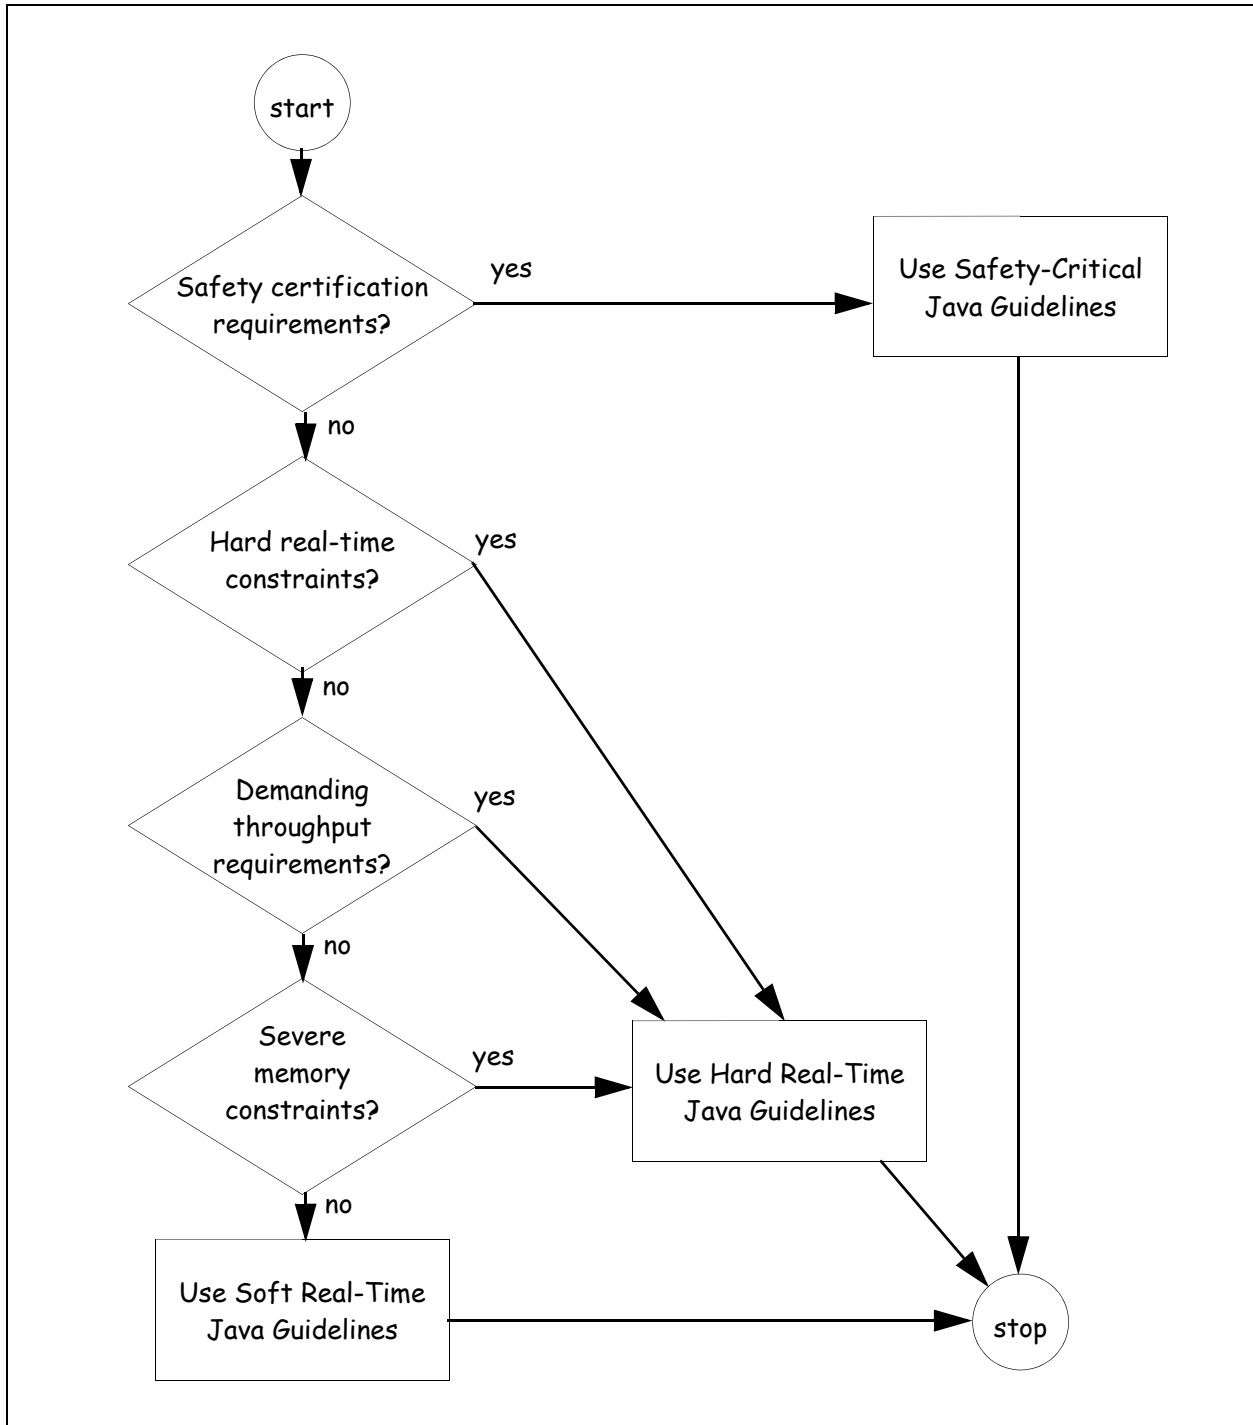 start
Safety certification
requirements?
yes
Use Safety-Critical
Java Guidelines
no
Hard real-time
constraints?
yes
no
Demanding
throughput
requirements?
yes
no
Severe
memory
constraints?
yes
Use Hard Real-Time
Java Guidelines
no
Use Soft Real-Time
Java Guidelines
stop